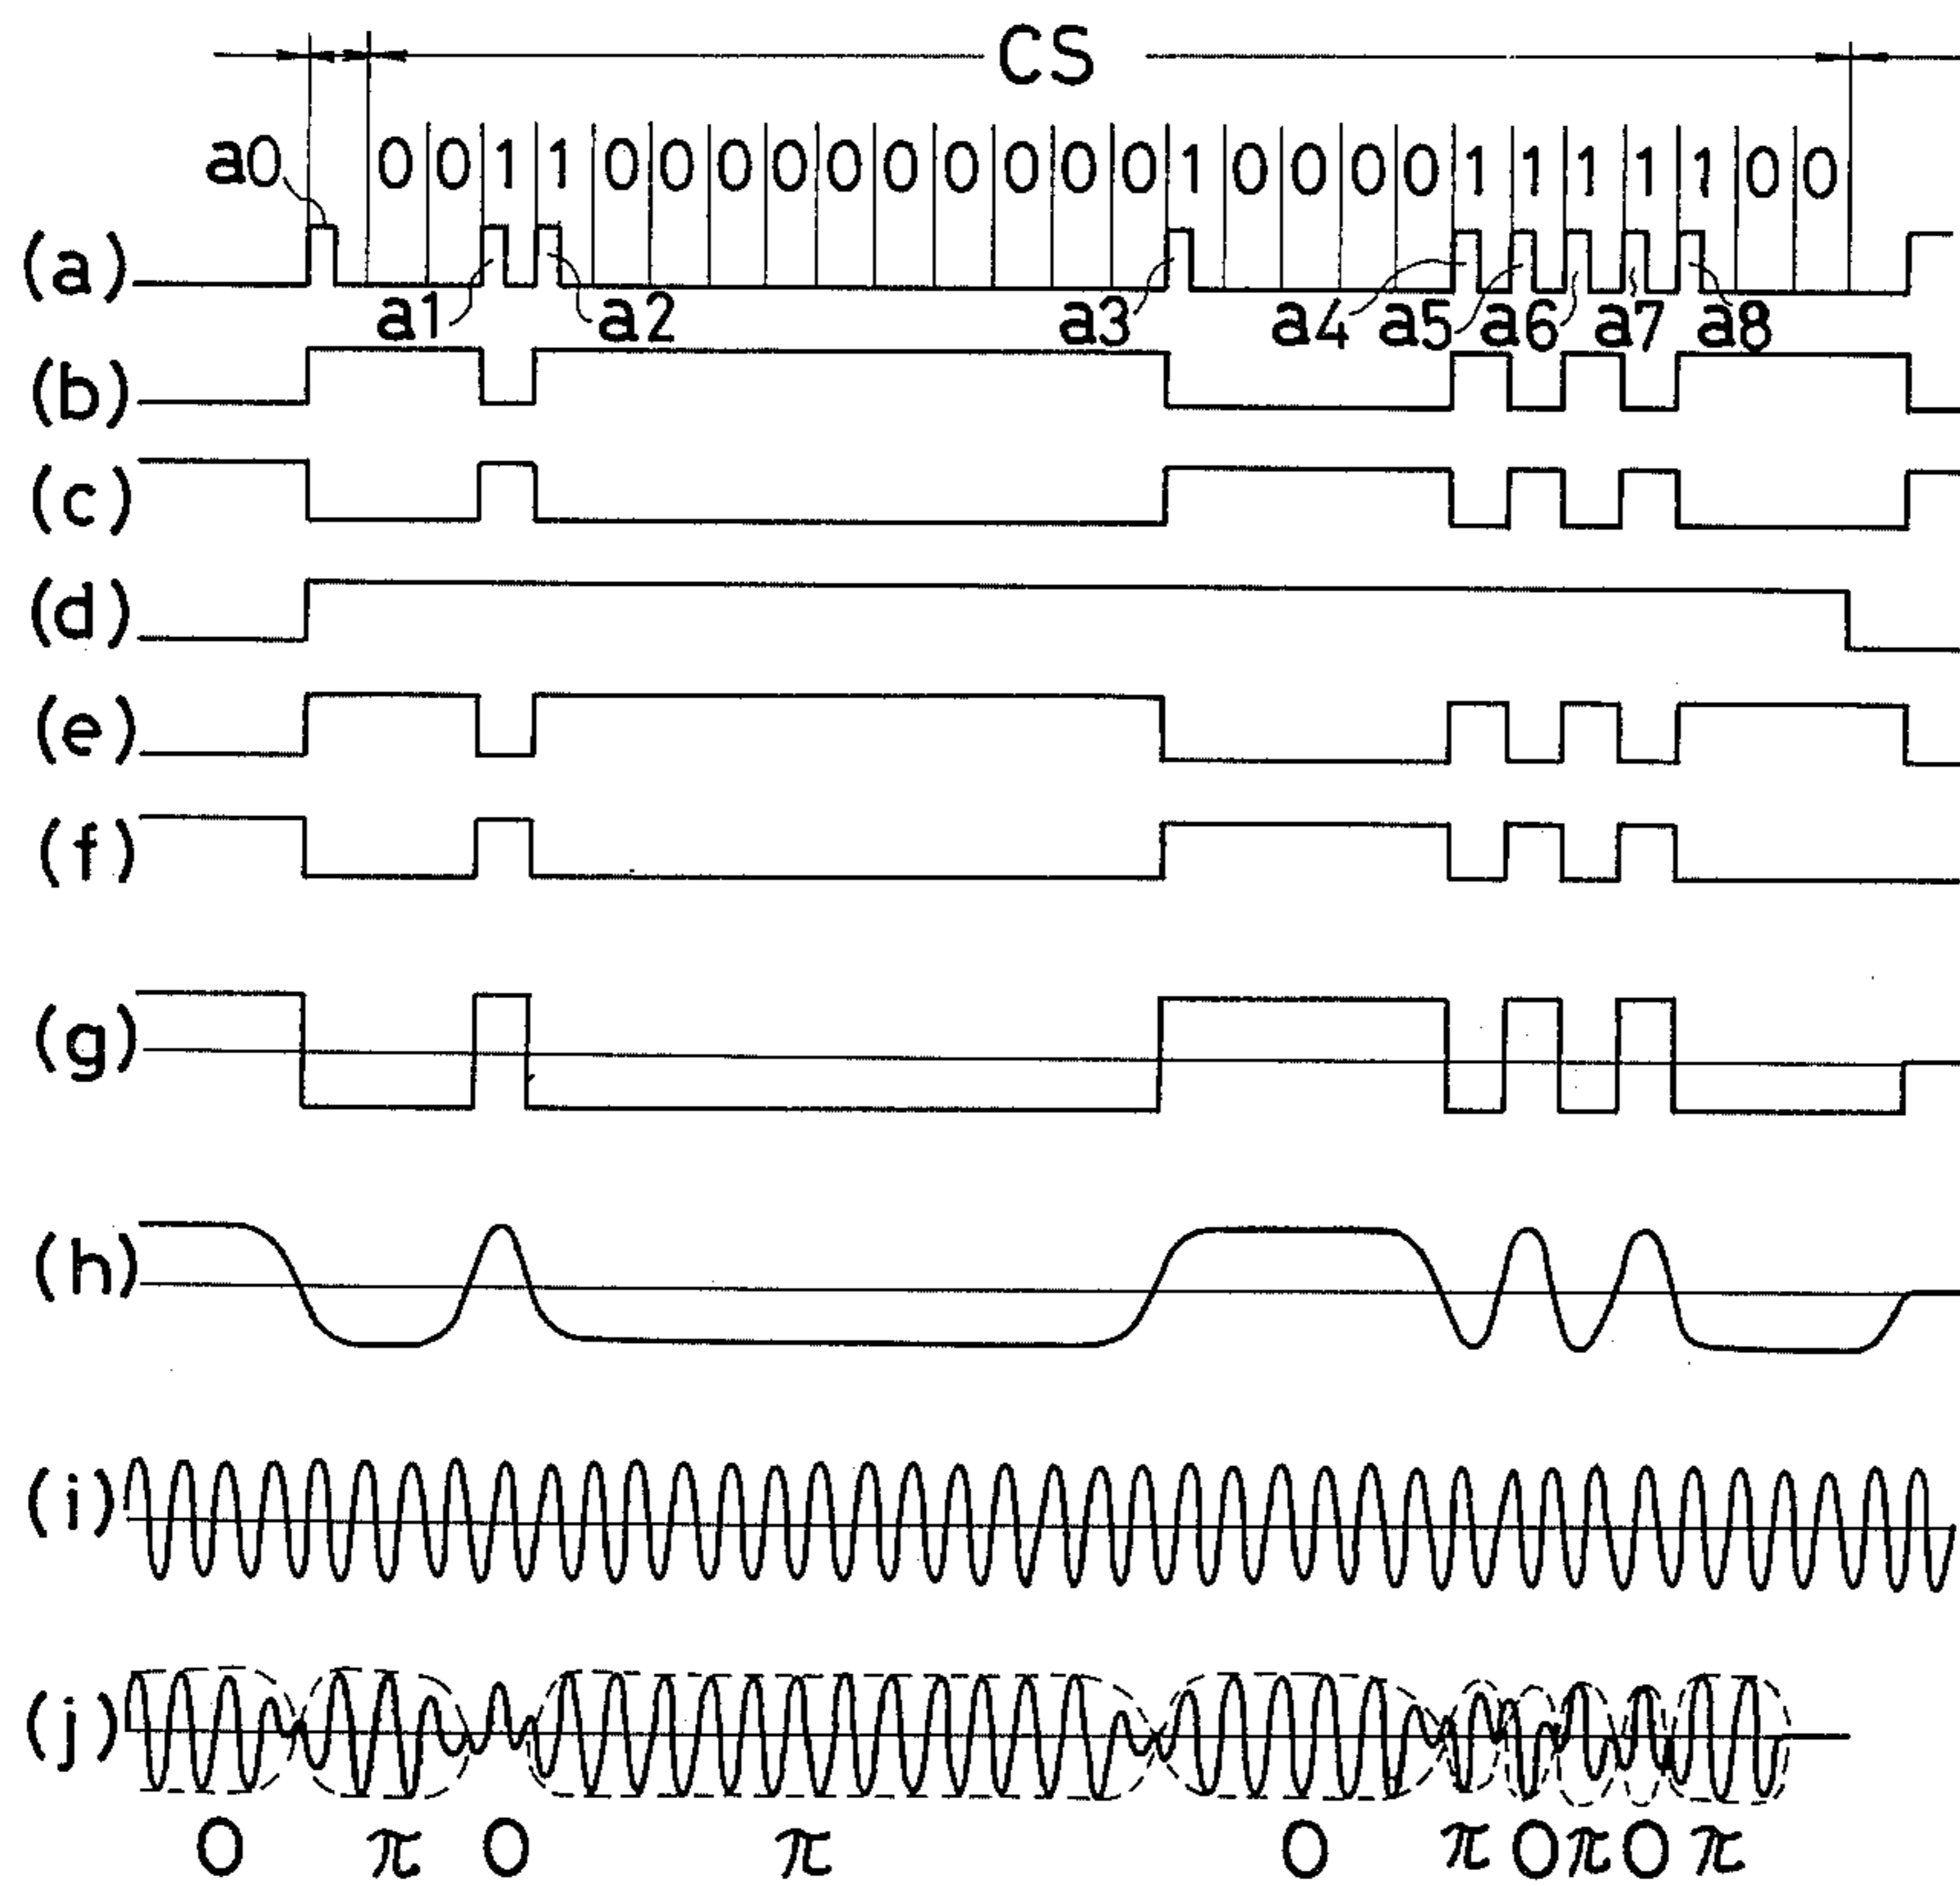 CS
a0 0 0 1 1 0 0 0 0 0 0 0 0 0 0 1 0 0 0 0 1 1 1 1 1 0 0
(a)
a1 a2 a3 a4 a5 a6 a7 a8
(b)
(c)
(d)
(e)
(f)
(g)
(h)
(i)
(j)
0 π 0 π 0 π 0 π 0 π